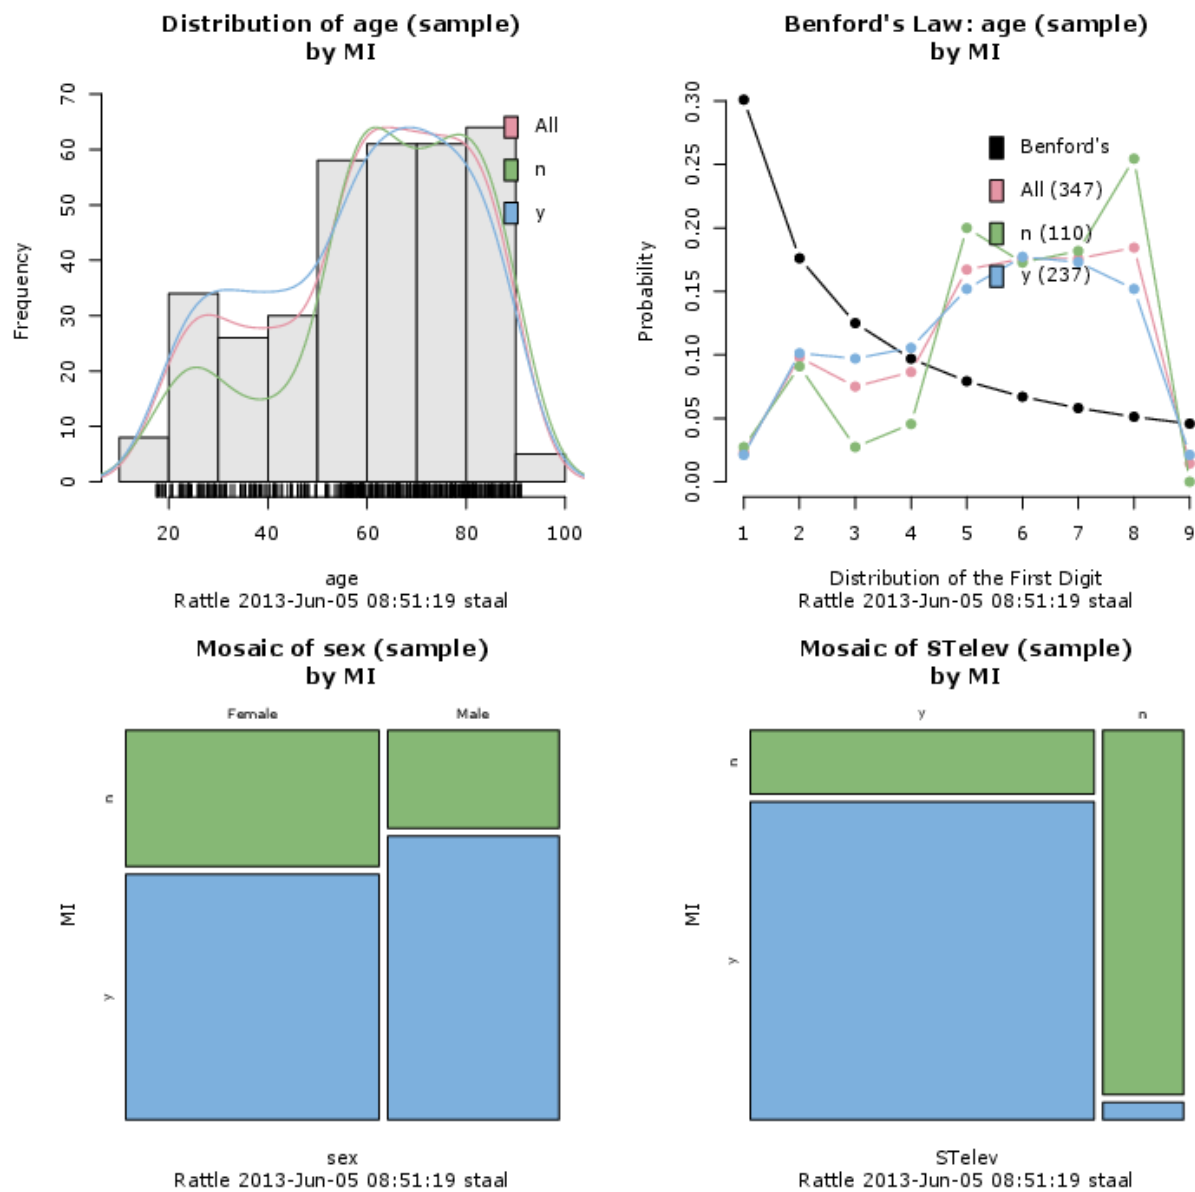 Distribution of age (sample)
by MI
70
60
50
40
30
20
10
0
Frequency
All
n
y
20
40
60
80
100
age
Rattle 2013-Jun-05 08:51:19 staal
Benford's Law: age (sample)
by MI
0.30
0.25
0.20
0.15
0.10
0.05
0.00
Probability
Benford's
All (347)
n (110)
y (237)
1
2
3
4
5
6
7
8
9
Distribution of the First Digit
Rattle 2013-Jun-05 08:51:19 staal
Mosaic of sex (sample)
by MI
Female
Male
n
y
MI
sex
Rattle 2013-Jun-05 08:51:19 staal
Mosaic of STelev (sample)
by MI
y
n
n
y
MI
STelev
Rattle 2013-Jun-05 08:51:19 staal